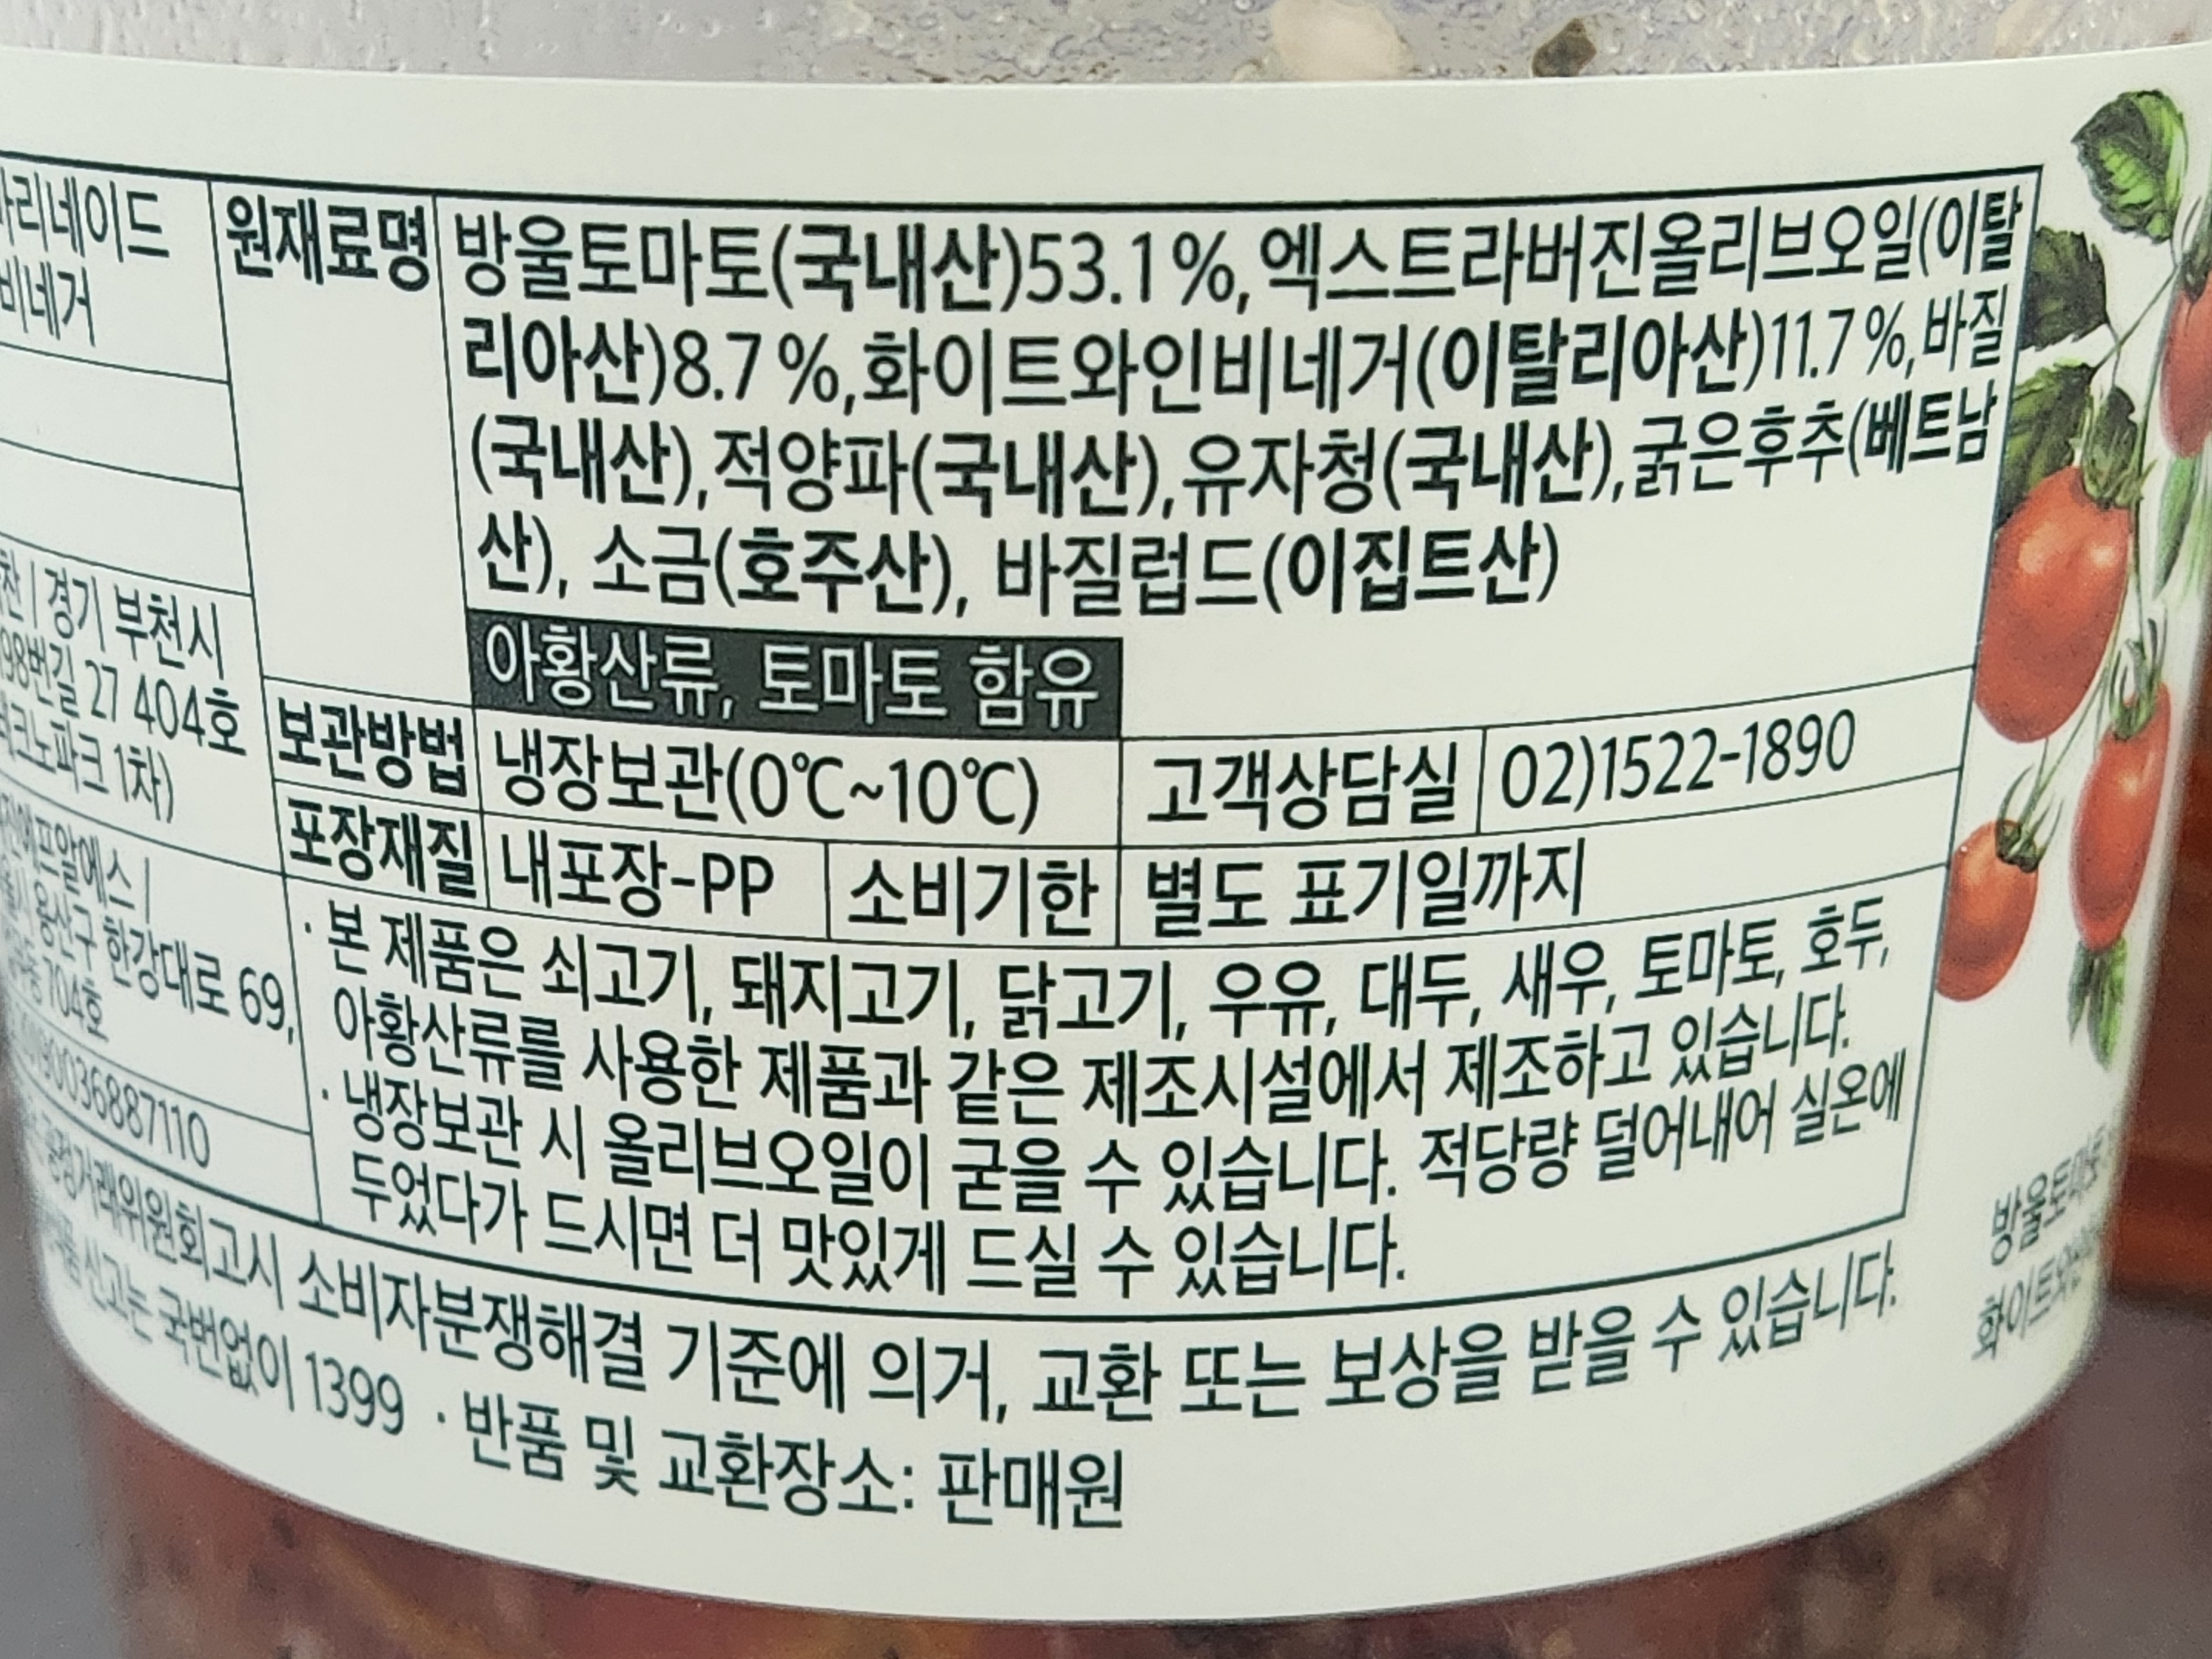 마리네이드
비네거
원재료명
방울토마토(국내산)53.1%,엑스트라버진올리브오일(이탈
리아산)8.7%,화이트와인비네거(이탈리아산)11.7%,바질
(국내산),적양파(국내산),유자청(국내산),굵은후추(베트남
산), 소금(호주산), 바질럽드(이집트산)
아황산류, 토마토 함유
경기 부천시
98번길 27 404호
1차)
보관방법
냉장보관(0℃~10℃)
고객상담실
02)1522-1890
포장재질
내포장-PP
소비기한
별도 표기일까지
용산구 한강대로 69,
704호
90036887110
· 본 제품은 쇠고기, 돼지고기, 닭고기, 우유, 대두, 새우, 토마토, 호두,
아황산류를 사용한 제품과 같은 제조시설에서 제조하고 있습니다.
· 냉장보관 시 올리브오일이 굳을 수 있습니다. 적당량 덜어내어 실온에
두었다가 드시면 더 맛있게 드실 수 있습니다.
공정거래위원회고시 소비자분쟁해결 기준에 의거, 교환 또는 보상을 받을 수 있습니다.
신고는 국번없이 1399 · 반품 및 교환장소: 판매원
방울토마토
화이트와인